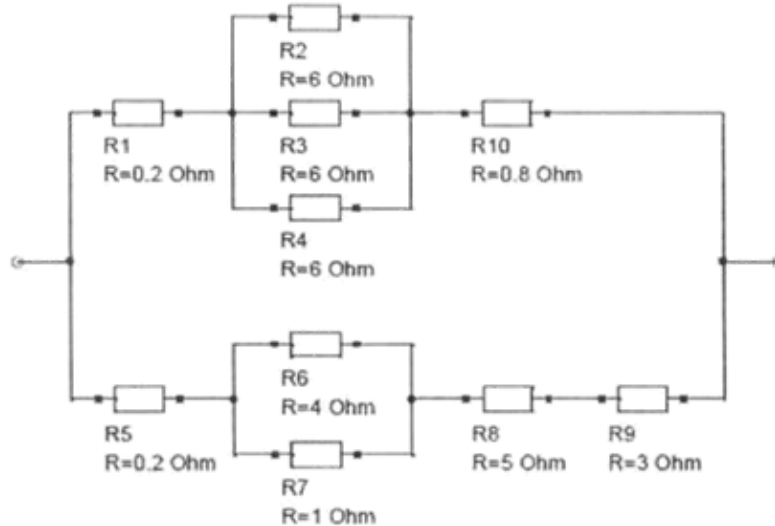 R2
R=6 Ohm
R1
R=0.2 Ohm
R3
R=6 Ohm
R10
R=0.8 Ohm
R4
R=6 Ohm
R6
R=4 Ohm
R5
R=0.2 Ohm
R8
R=5 Ohm
R9
R=3 Ohm
R7
R=1 Ohm